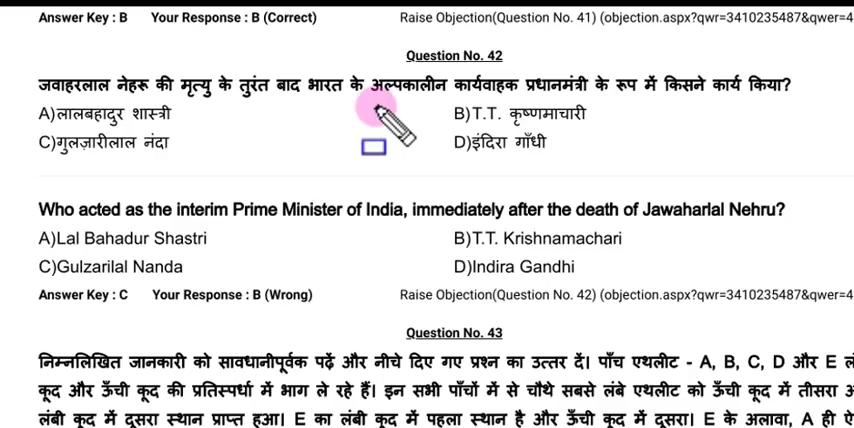 Answer Key : B Your Response : B (Correct) Raise Objection(Question No. 41) (objection.aspx?qwr=3410235487&qwer=4
Question No. 42
जवाहरलाल नेहरू की मृत्यु के तुरंत बाद भारत के अल्पकालीन कार्यवाहक प्रधानमंत्री के रूप में किसने कार्य किया?
A)लालबहादुर शास्त्री B)T.T. कृष्णमाचारी
C)गुलज़ारीलाल नंदा D)इंदिरा गाँधी
Who acted as the interim Prime Minister of India, immediately after the death of Jawaharlal Nehru?
A)Lal Bahadur Shastri B)T.T. Krishnamachari
C)Gulzarilal Nanda D)Indira Gandhi
Answer Key : C Your Response : B (Wrong) Raise Objection(Question No. 42) (objection.aspx?qwr=3410235487&qwer=4
Question No. 43
निम्नलिखित जानकारी को सावधानीपूर्वक पढ़ें और नीचे दिए गए प्रश्न का उत्तर दें। पाँच एथलीट - A, B, C, D और E
कूद और ऊँची कूद की प्रतिस्पर्धा में भाग ले रहे हैं। इन सभी पाँचों में से चौथे सबसे लंबे एथलीट को ऊँची कूद में तीसरा
लंबी कूद में दूसरा स्थान प्राप्त हुआ। E का लंबी कूद में पहला स्थान है और ऊँची कूद में दूसरा। E के अलावा, A ही